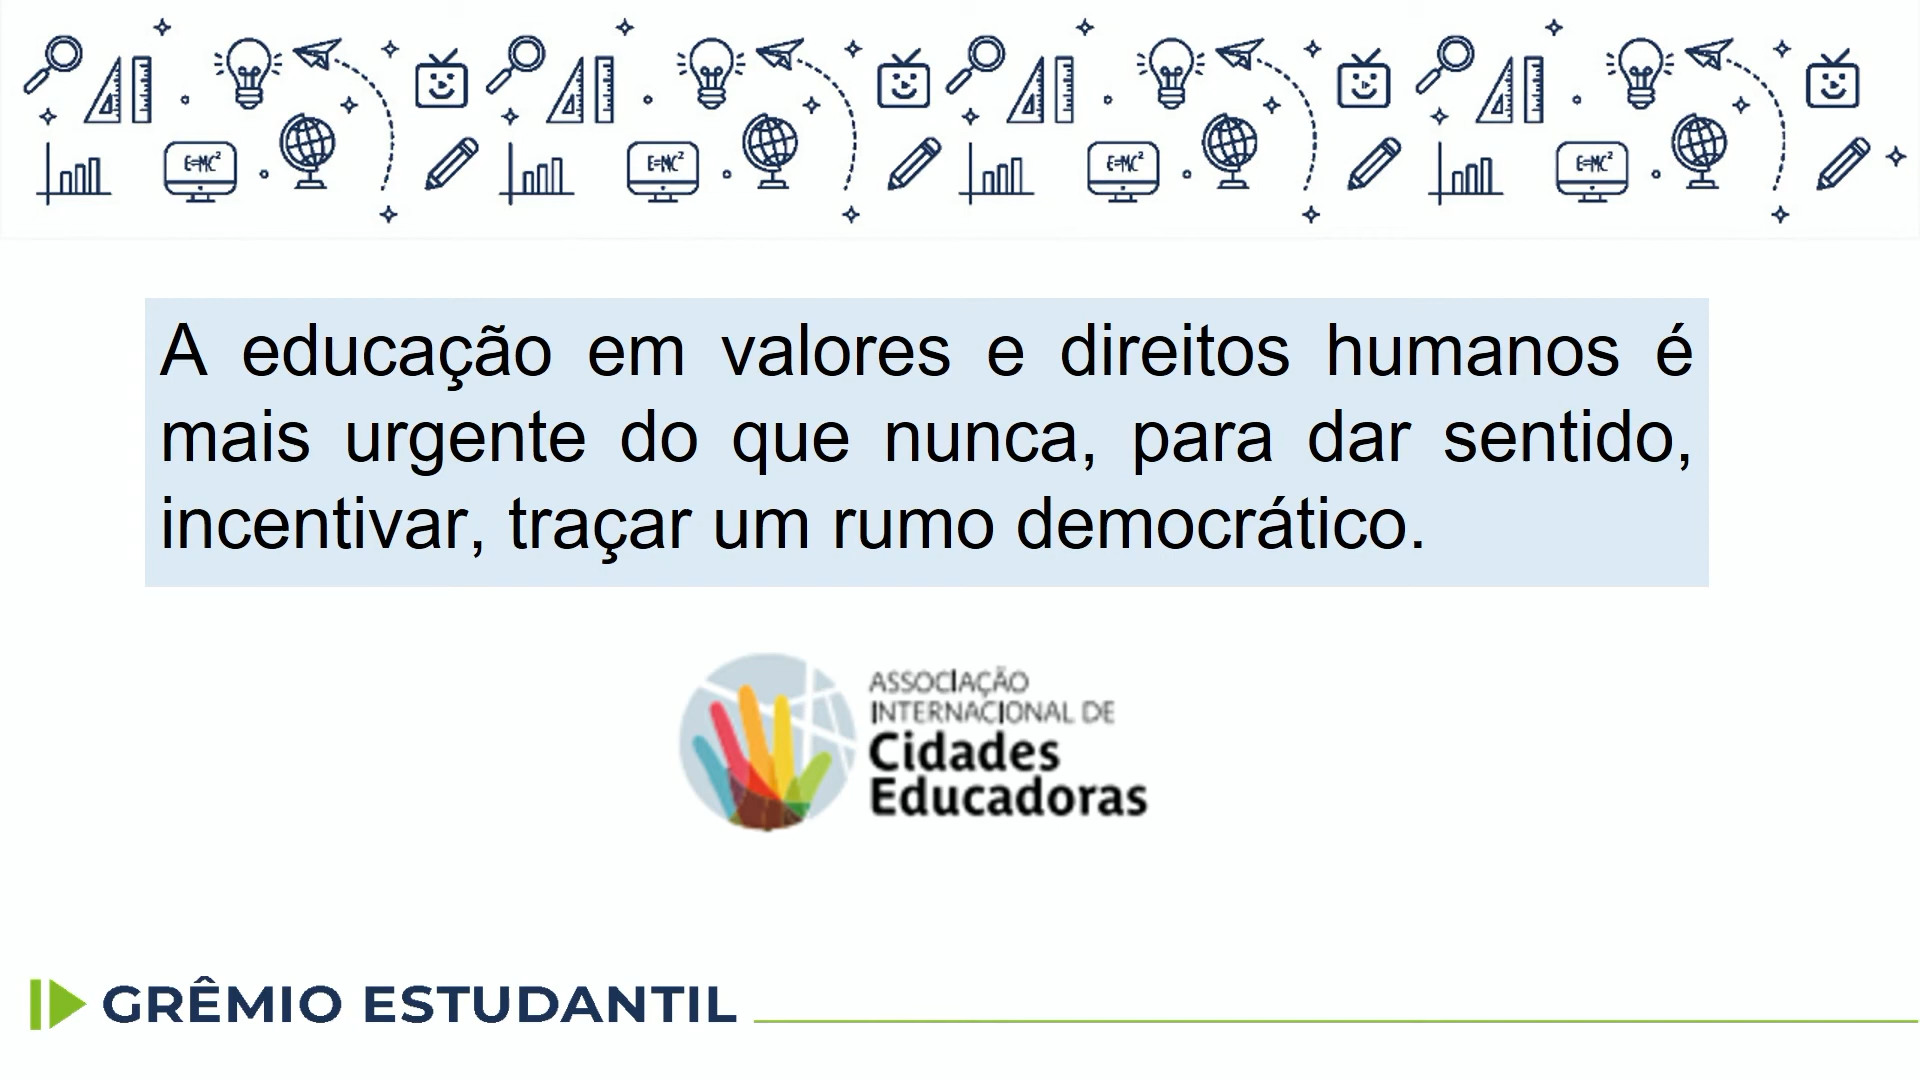 E=MC²
E=MC²
E=MC²
E=MC²
A educação em valores e direitos humanos é
mais urgente do que nunca, para dar sentido,
incentivar, traçar um rumo democrático.
ASSOCIAÇÃO
INTERNACIONAL DE
Cidades
Educadoras
GRÊMIO ESTUDANTIL